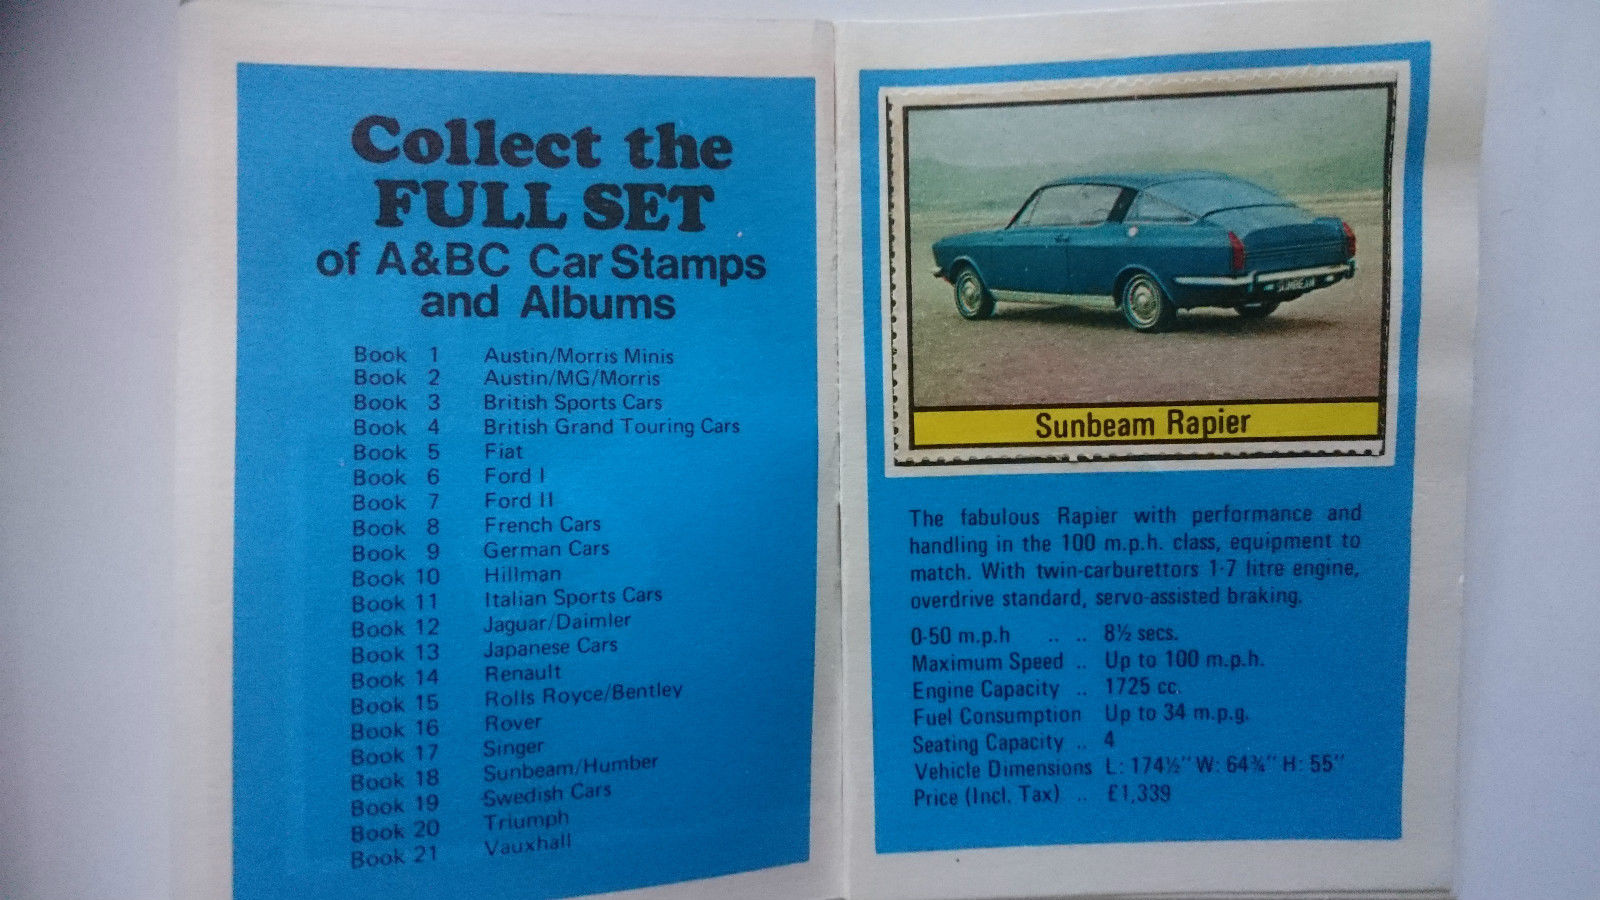 Collect the
FULL SET
of A&BC Car Stamps
and Albums
Book 1 Austin/Morris Minis
Book 2 Austin/MG/Morris
Book 3 British Sports Cars
Book 4 British Grand Touring Cars
Book 5 Fiat
Book 6 Ford I
Book 7 Ford II
Book 8 French Cars
Book 9 German Cars
Book 10 Hillman
Book 11 Italian Sports Cars
Book 12 Jaguar/Daimler
Book 13 Japanese Cars
Book 14 Renault
Book 15 Rolls Royce/Bentley
Book 16 Rover
Book 17 Singer
Book 18 Sunbeam/Humber
Book 19 Swedish Cars
Book 20 Triumph
Book 21 Vauxhall
SUNBEAM
Sunbeam Rapier
The fabulous Rapier with performance and
handling in the 100 m.p.h. class, equipment to
match. With twin-carburettors 1·7 litre engine,
overdrive standard, servo-assisted braking.
0-50 m.p.h .. .. 8½ secs.
Maximum Speed .. Up to 100 m.p.h.
Engine Capacity .. 1725 cc.
Fuel Consumption Up to 34 m.p.g.
Seating Capacity .. 4
Vehicle Dimensions L: 174½" W: 64¾" H: 55"
Price (Incl. Tax) .. £1,339